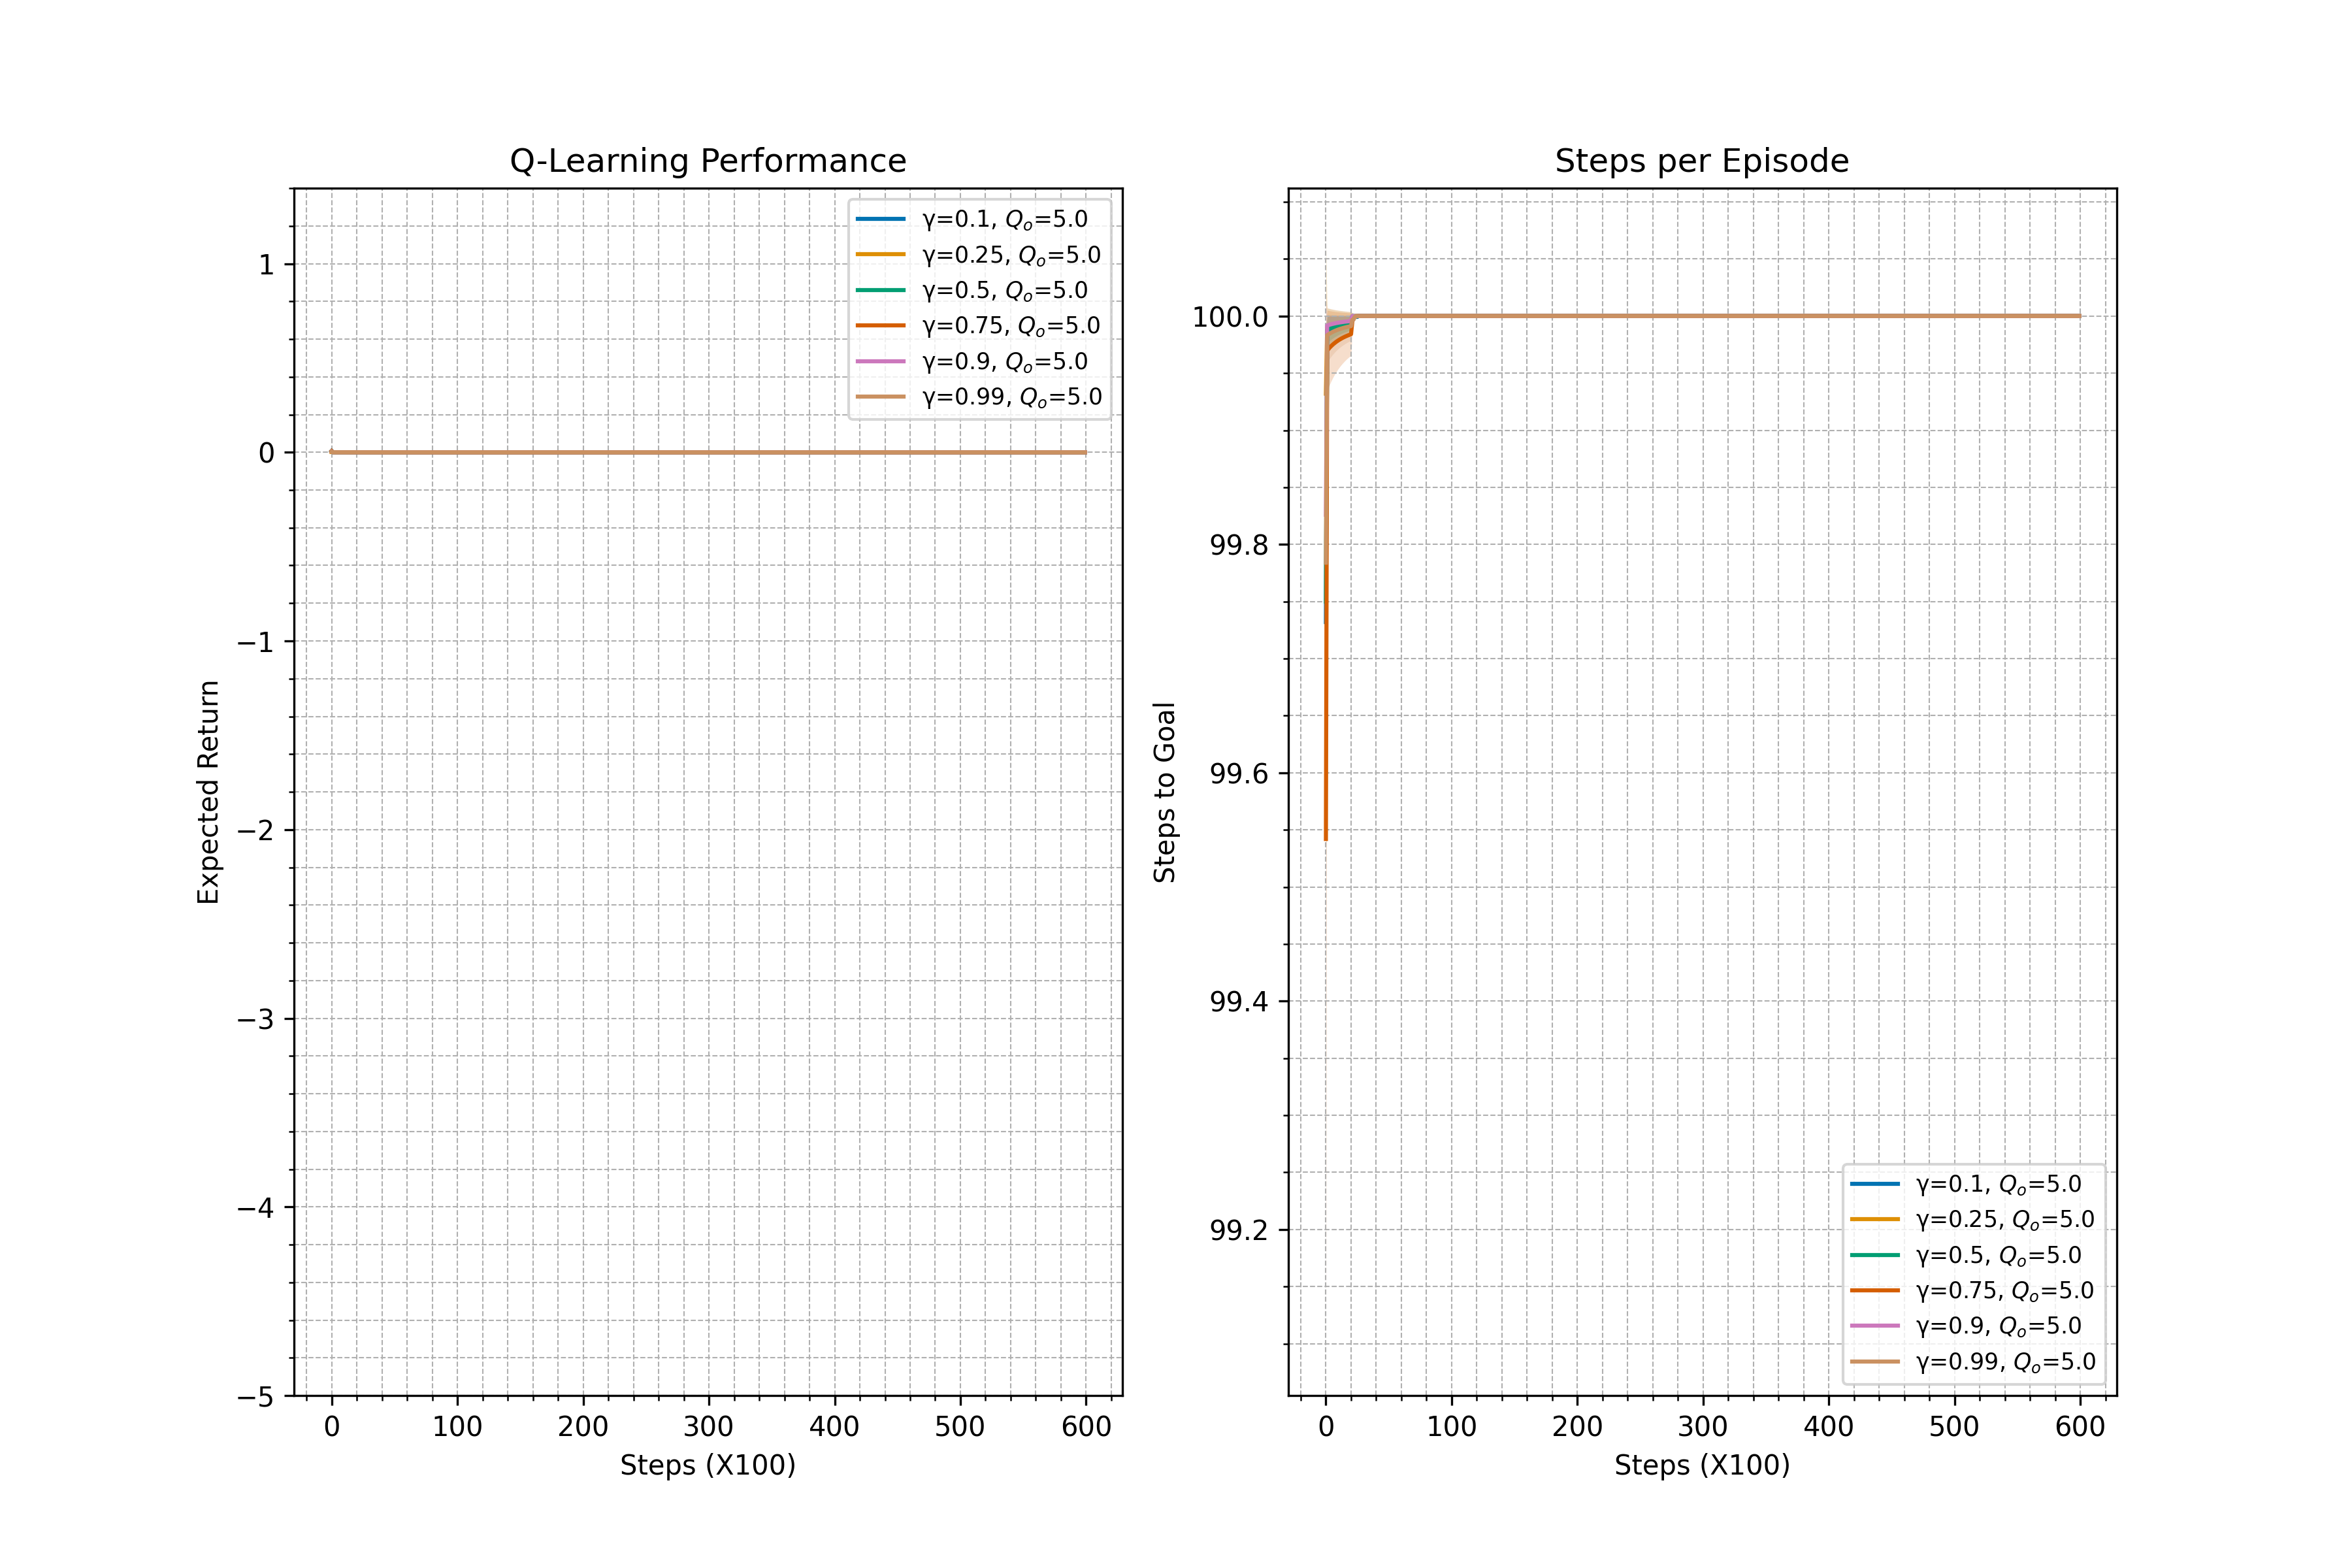 Q-Learning Performance
γ=0.1, Qₒ=5.0
γ=0.25, Qₒ=5.0
γ=0.5, Qₒ=5.0
γ=0.75, Qₒ=5.0
γ=0.9, Qₒ=5.0
γ=0.99, Qₒ=5.0
1
0
−1
−2
−3
−4
−5
Expected Return
0 100 200 300 400 500 600
Steps (X100)
Steps per Episode
100.0
99.8
99.6
99.4
99.2
Steps to Goal
γ=0.1, Qₒ=5.0
γ=0.25, Qₒ=5.0
γ=0.5, Qₒ=5.0
γ=0.75, Qₒ=5.0
γ=0.9, Qₒ=5.0
γ=0.99, Qₒ=5.0
0 100 200 300 400 500 600
Steps (X100)